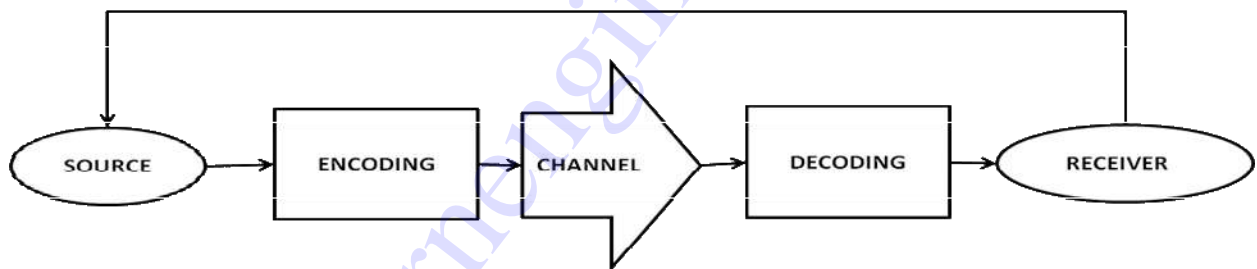 SOURCE
ENCODING
CHANNEL
DECODING
RECEIVER